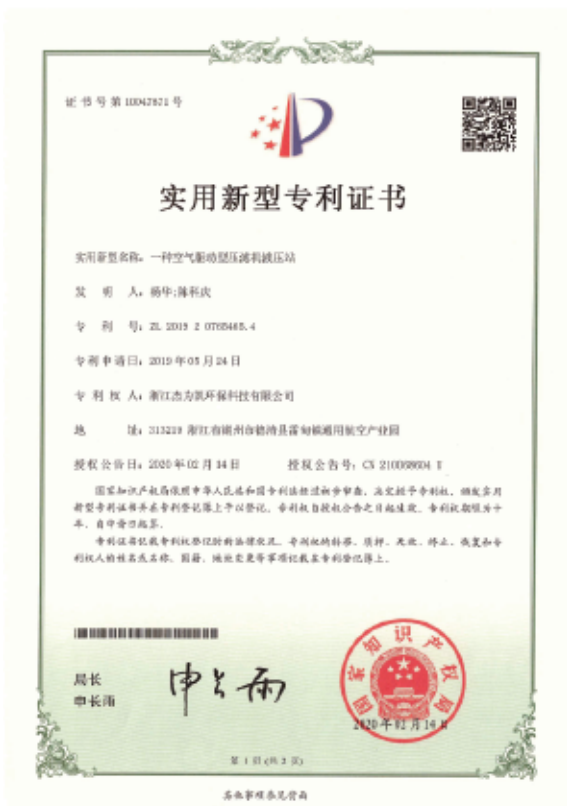 证书号第10047871号
实用新型专利证书
实用新型名称：一种空气驱动型压滤机液压站
发 明 人：杨华;陈科庆
专 利 号：ZL 2019 2 0765465.4
专利申请日：2019年05月24日
专 利 权 人：浙江杰为凯环保科技有限公司
地 址：313219 浙江省湖州市德清县雷甸镇通用航空产业园
授权公告日：2020年02月14日 授权公告号：CN 210068604 U
国家知识产权局依照中华人民共和国专利法经过初步审查，决定授予专利权，颁发实用
新型专利证书并在专利登记簿上予以登记。专利权自授权公告之日起生效。专利权期限为十
年，自申请日起算。
专利证书记载专利权登记时的法律状况。专利权的转移、质押、无效、终止、恢复和专
利权人的姓名或名称、国籍、地址变更等事项记载在专利登记簿上。
局长
申长雨
申长雨
国家知识产权局
2020年02月14日
第 1 页 (共 2 页)
其他事项参见背面